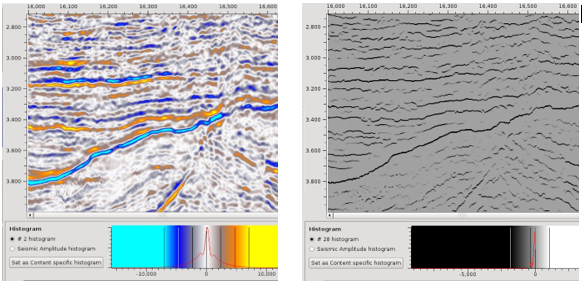 16,000 16,100 16,200 16,300 16,400 16,500 16,600
2.800
3.000
3.200
3.400
3.600
3.800
Histogram
# 2 histogram
Seismic Amplitude histogram
Set as Content specific histogram
-10,000 0 10,000
16,000 16,100 16,200 16,300 16,400 16,500 16,600
2.800
3.000
3.200
3.400
3.600
3.800
Histogram
# 28 histogram
Seismic Amplitude histogram
Set as Content specific histogram
-1,000 0